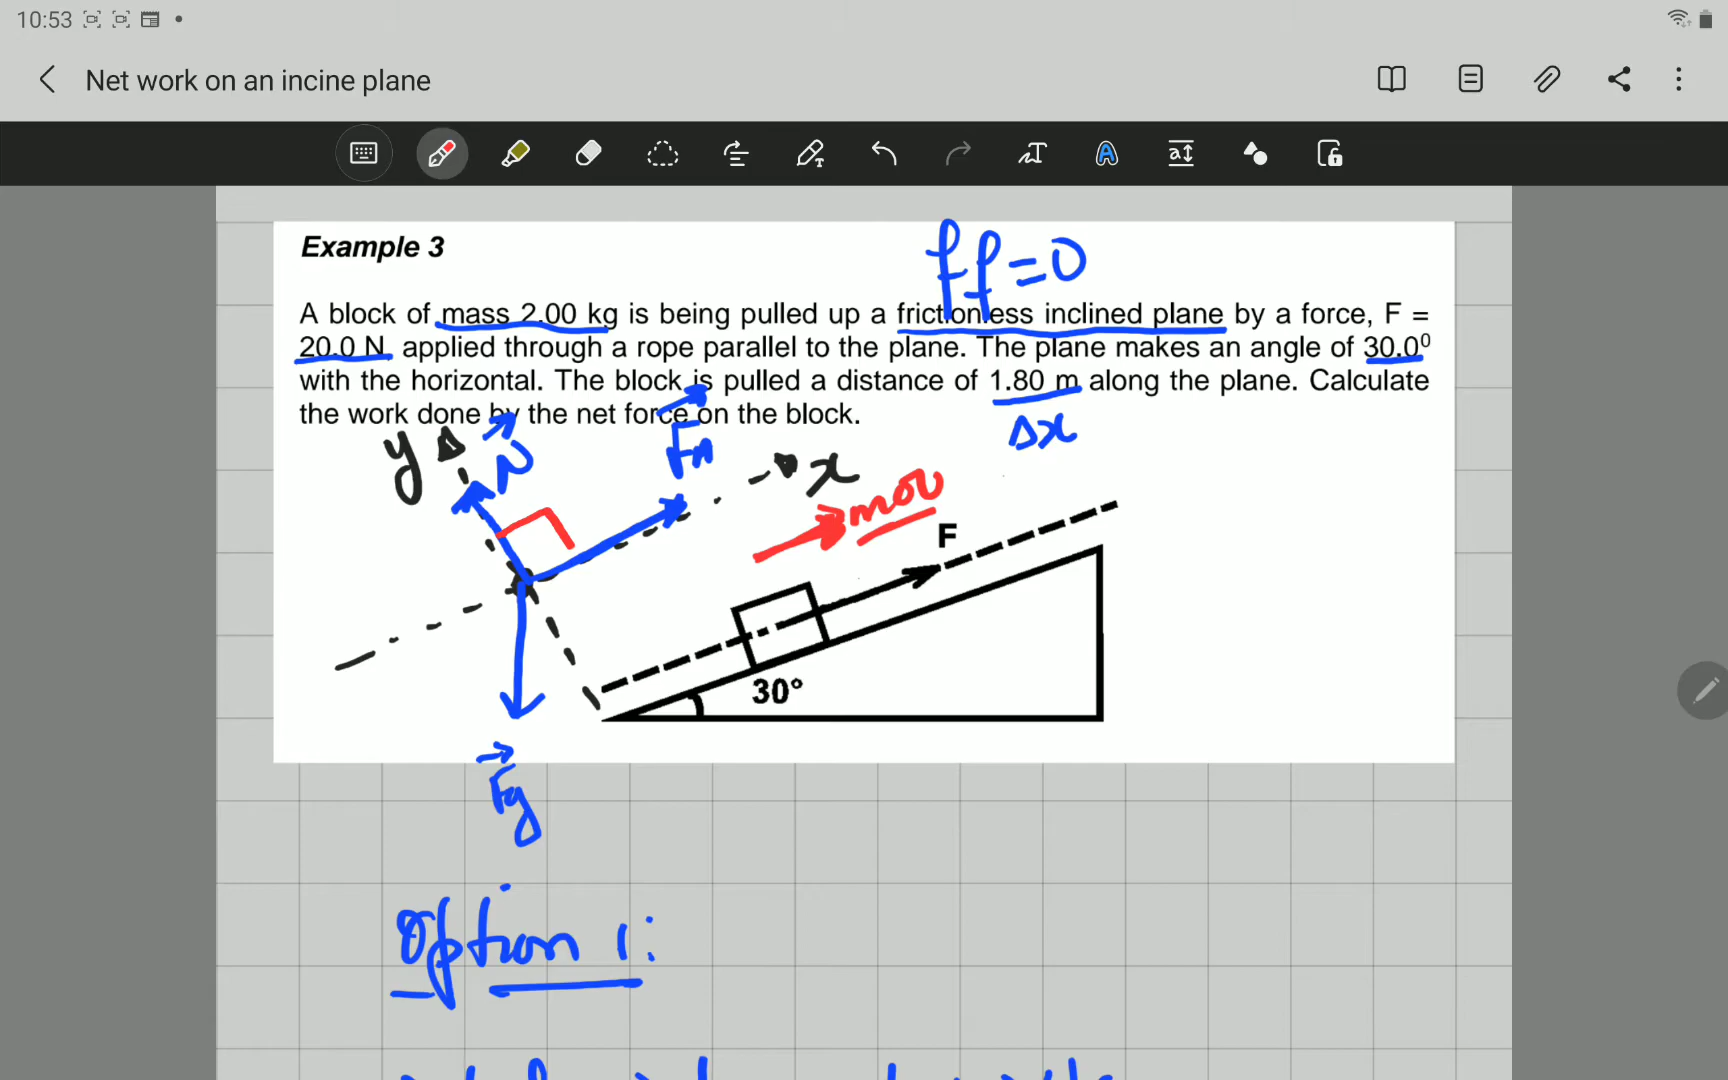 10:53
Net work on an incine plane
Example 3
ff=0
A block of mass 2.00 kg is being pulled up a frictionless inclined plane by a force, F =
20.0 N, applied through a rope parallel to the plane. The plane makes an angle of 30.0⁰
with the horizontal. The block is pulled a distance of 1.80 m along the plane. Calculate
the work done by the net force on the block.
Δx
y
N
FA
x
mov
F
30°
Fg
Option 1: